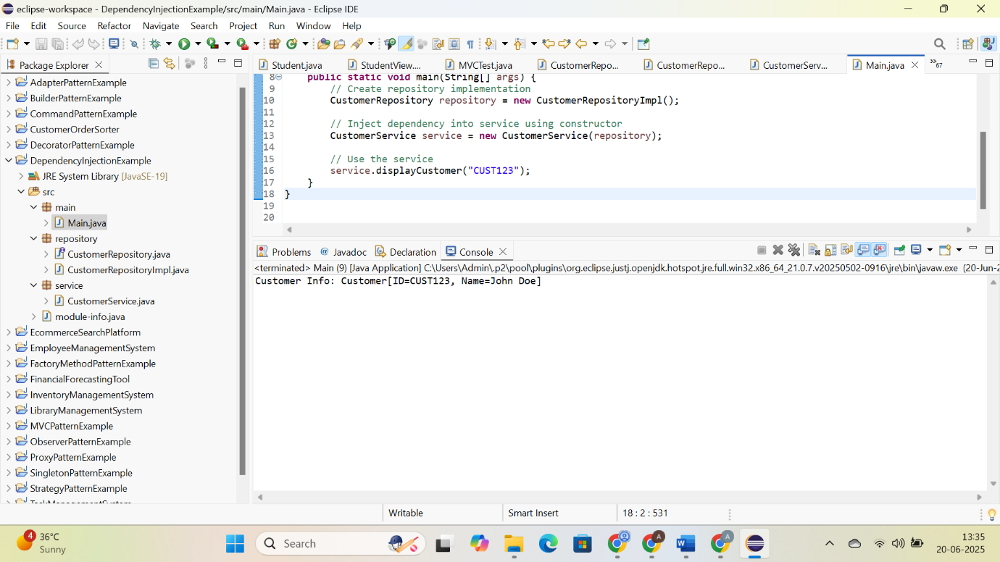 eclipse-workspace - DependencyInjectionExample/src/main/Main.java - Eclipse IDE
File Edit Source Refactor Navigate Search Project Run Window Help
Package Explorer
AdapterPatternExample
BuilderPatternExample
CommandPatternExample
CustomerOrderSorter
DecoratorPatternExample
DependencyInjectionExample
JRE System Library [JavaSE-19]
src
main
Main.java
repository
CustomerRepository.java
CustomerRepositoryImpl.java
service
CustomerService.java
module-info.java
EcommerceSearchPlatform
EmployeeManagementSystem
FactoryMethodPatternExample
FinancialForecastingTool
InventoryManagementSystem
LibraryManagementSystem
MVCPatternExample
ObserverPatternExample
ProxyPatternExample
SingletonPatternExample
StrategyPatternExample
TaskManagementSystem
Student.java StudentView.... MVCTest.java CustomerRepo... CustomerRepo... CustomerServ... Main.java 67
8 public static void main(String[] args) {
9 // Create repository implementation
10 CustomerRepository repository = new CustomerRepositoryImpl();
11
12 // Inject dependency into service using constructor
13 CustomerService service = new CustomerService(repository);
14
15 // Use the service
16 service.displayCustomer("CUST123");
17 }
18 }
19
20
Problems @ Javadoc Declaration Console
<terminated> Main (9) [Java Application] C:\Users\Admin\.p2\pool\plugins\org.eclipse.justj.openjdk.hotspot.jre.full.win32.x86_64_21.0.7.v20250502-0916\jre\bin\javaw.exe (20-Jun-2
Customer Info: Customer[ID=CUST123, Name=John Doe]
Writable Smart Insert 18 : 2 : 531
4
36°C
Sunny
Search
13:35
20-06-2025